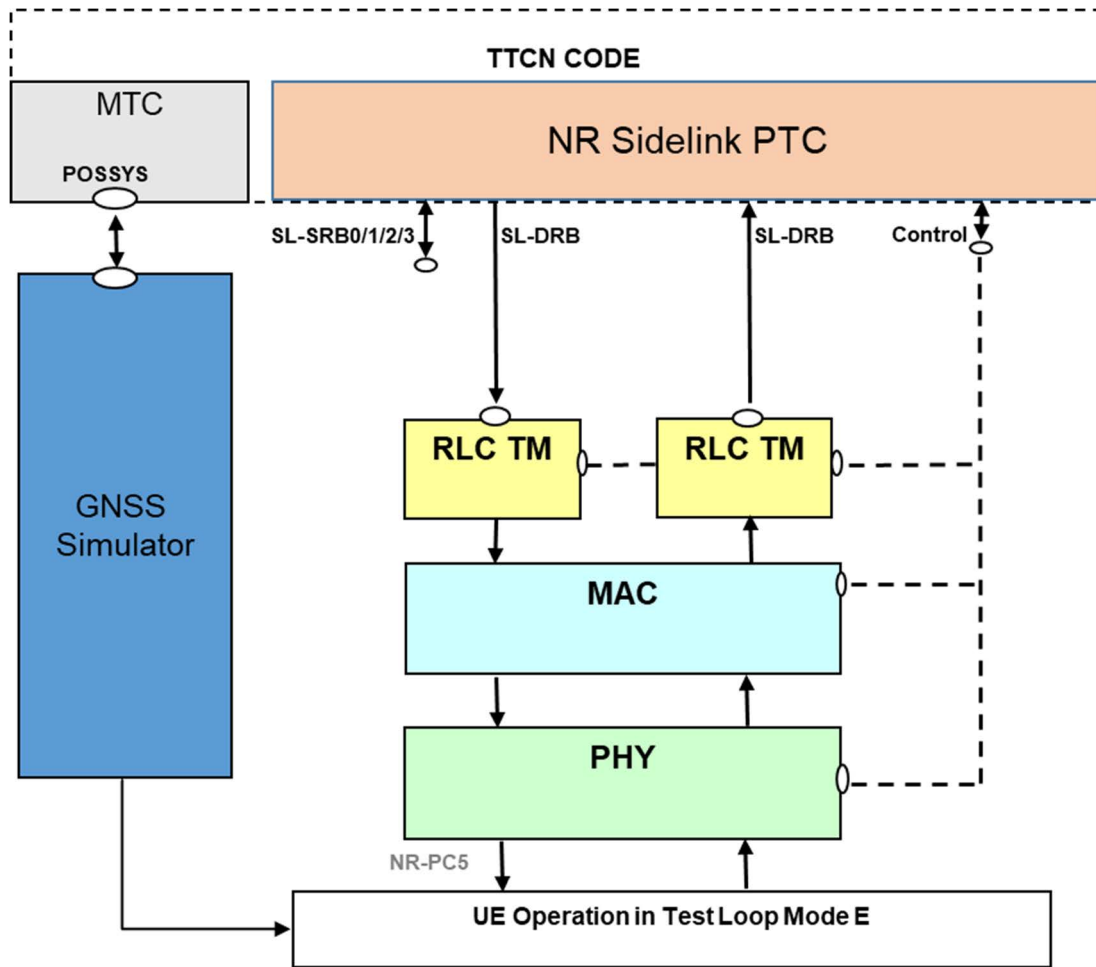 TTCN CODE
MTC
NR Sidelink PTC
POSSYS
SL-SRB0/1/2/3
SL-DRB
SL-DRB
Control
RLC TM
RLC TM
GNSS
Simulator
MAC
PHY
NR-PC5
UE Operation in Test Loop Mode E